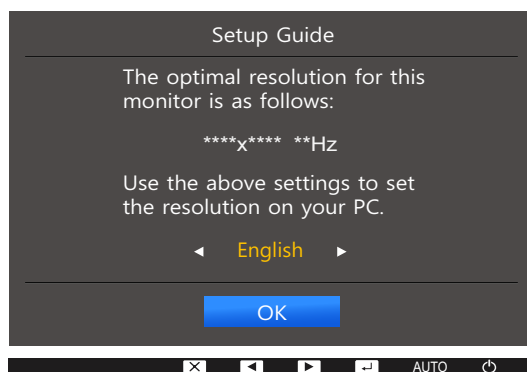 Setup Guide
The optimal resolution for this
monitor is as follows:
****x**** **Hz
Use the above settings to set
the resolution on your PC.
English
OK
AUTO